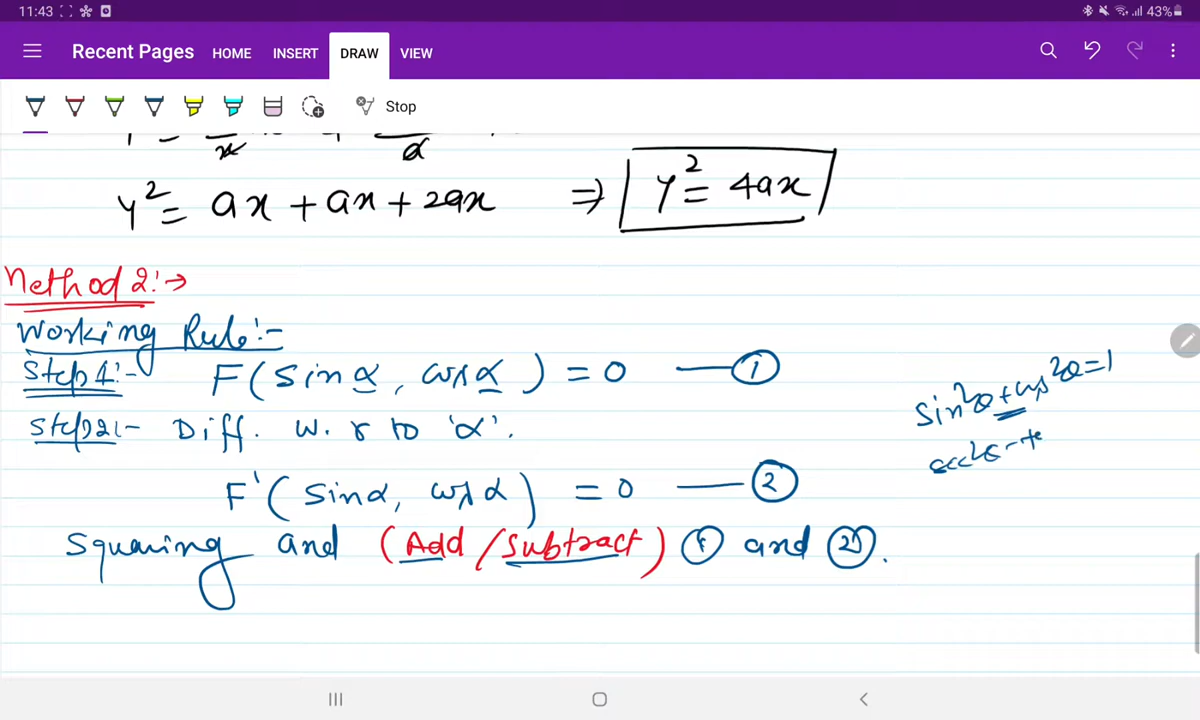 11:43
43%
Recent Pages HOME INSERT DRAW VIEW
Stop
y² = ax + ax + 2ax ⇒ y² = 4ax
Method 2:→
Working Rule:-
Step 1:- F(sinα, cosα) = 0 — ①
sin²θ + cos²θ = 1
Step 2:- Diff. w. r to 'α'.
sec²θ - t
F'(sinα, cosα) = 0 — ②
Squaring and (Add / Subtract) ① and ②.